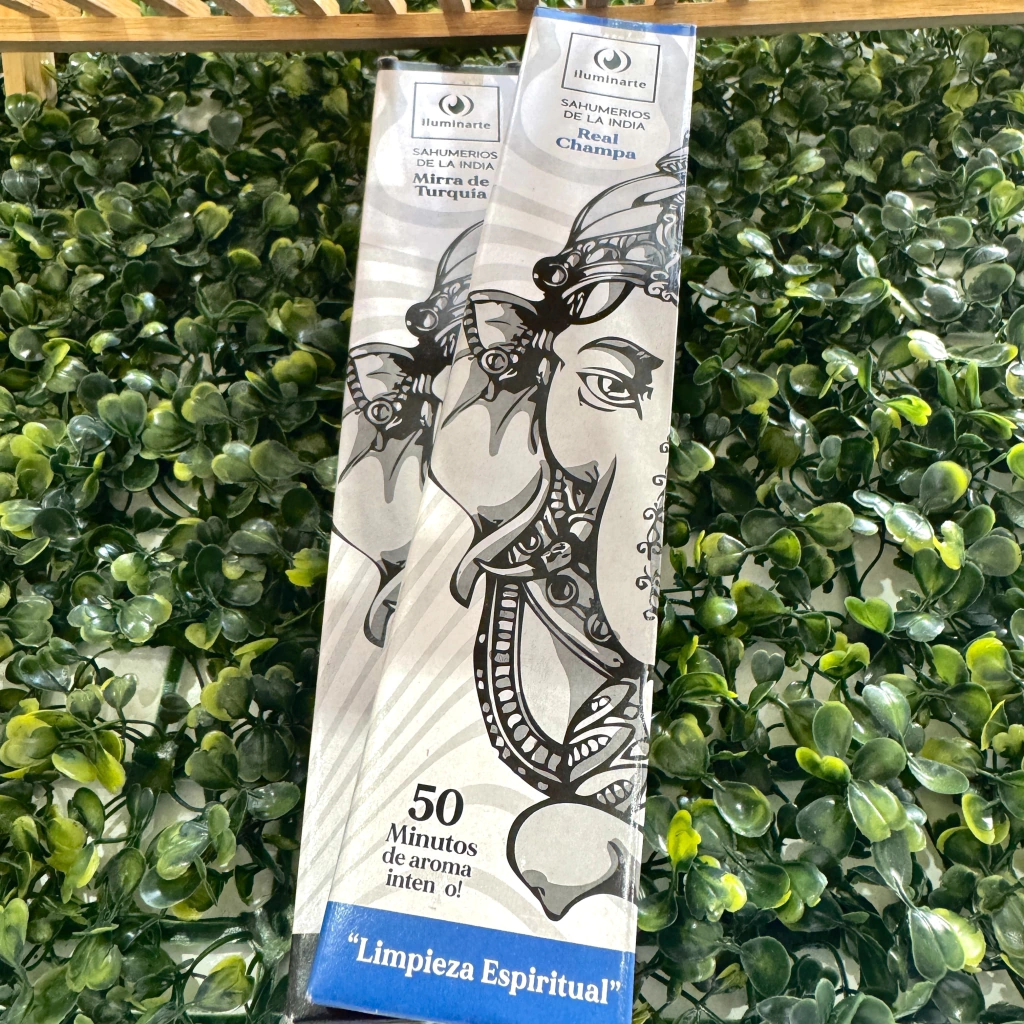 iluminarte
SAHUMERIOS
DE LA INDIA
Mirra de
Turquía
iluminarte
SAHUMERIOS
DE LA INDIA
Real
Champa
50
Minutos
de aroma
inten o!
“Limpieza Espiritual”